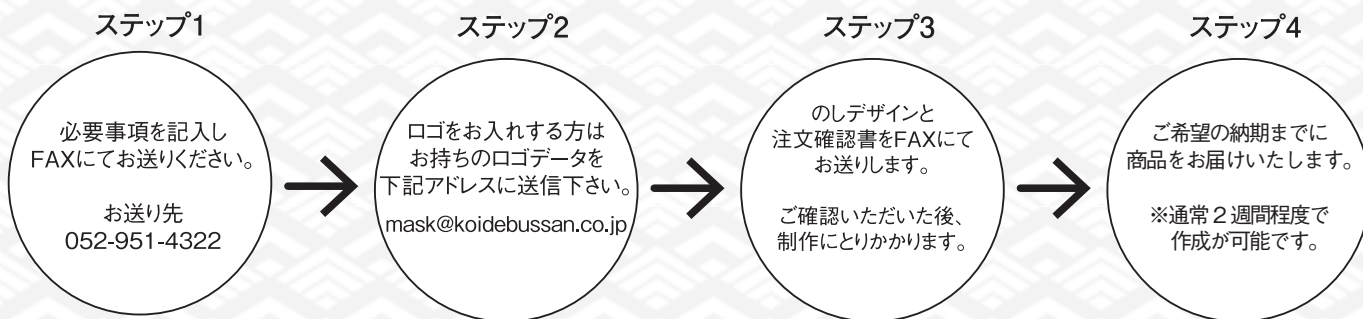 ステップ1
必要事項を記入し
FAXにてお送りください。
お送り先
052-951-4322
ステップ2
ロゴをお入れする方は
お持ちのロゴデータを
下記アドレスに送信下さい。
mask@koidebussan.co.jp
ステップ3
のしデザインと
注文確認書をFAXにて
お送りします。
ご確認いただいた後、
制作にとりかかります。
ステップ4
ご希望の納期までに
商品をお届けいたします。
※通常２週間程度で
作成が可能です。